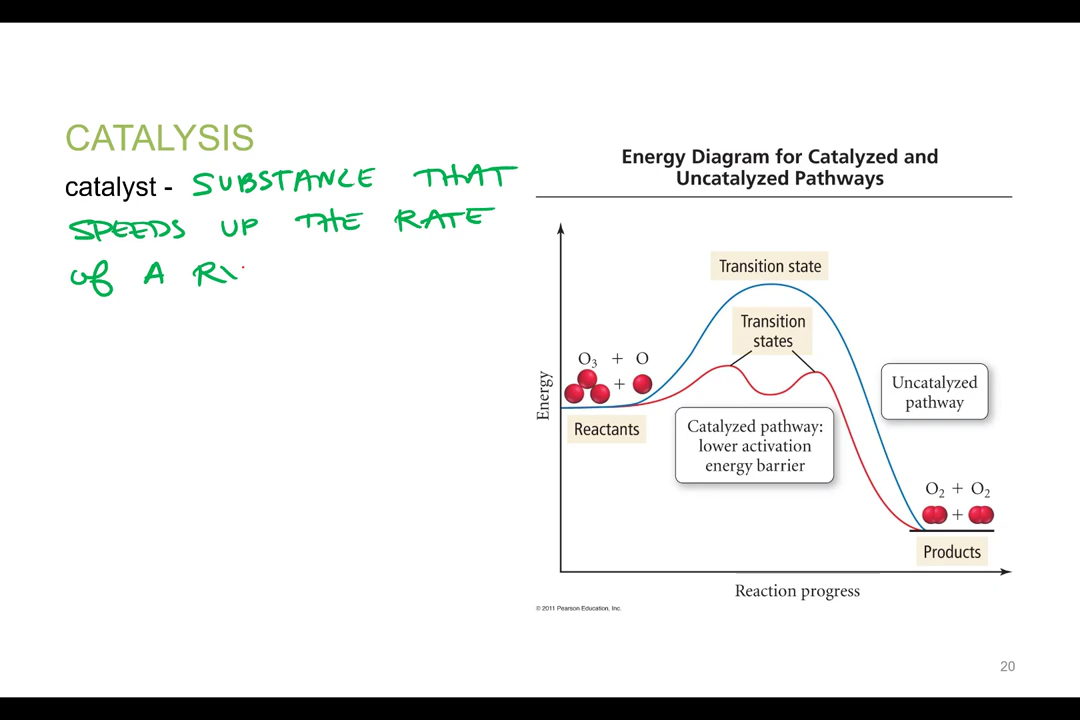 CATALYSIS
catalyst - SUBSTANCE THAT
SPEEDS UP THE RATE
of A
Energy Diagram for Catalyzed and
Uncatalyzed Pathways
Transition state
Transition
states
O₃ + O
+
Reactants
Energy
Uncatalyzed
pathway
Catalyzed pathway:
lower activation
energy barrier
O₂ + O₂
+
Products
Reaction progress
© 2011 Pearson Education, Inc.
20